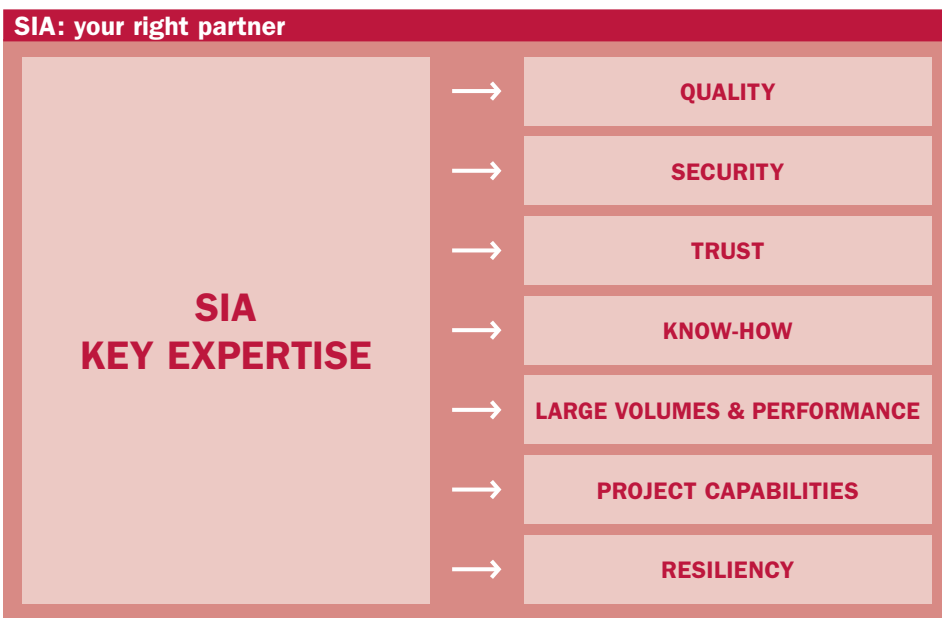 SIA: your right partner
SIA
KEY EXPERTISE
QUALITY
SECURITY
TRUST
KNOW-HOW
LARGE VOLUMES & PERFORMANCE
PROJECT CAPABILITIES
RESILIENCY